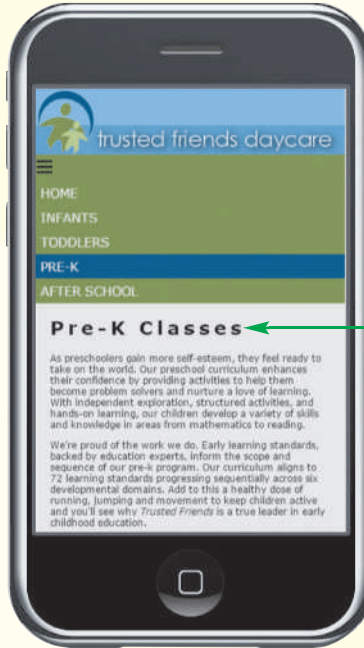 trusted friends daycare
HOME
INFANTS
TODDLERS
PRE-K
AFTER SCHOOL
Pre-K Classes
As preschoolers gain more self-esteem, they feel ready to
take on the world. Our preschool curriculum enhances
their confidence by providing activities to help them
become problem solvers and nurture a love of learning.
With independent exploration, structured activities, and
hands-on learning, our children develop a variety of skills
and knowledge in areas from mathematics to reading.
We're proud of the work we do. Early learning standards,
backed by education experts, inform the scope and
sequence of our pre-k program. Our curriculum aligns to
72 learning standards progressing sequentially across six
developmental domains. Add to this a healthy dose of
running, jumping and movement to keep children active
and you'll see why Trusted Friends is a true leader in early
childhood education.